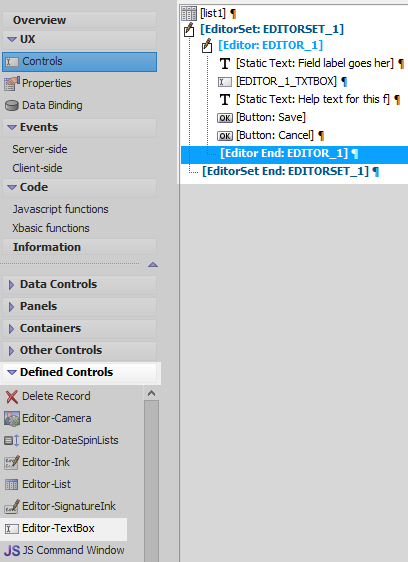 Overview
UX
Controls
Properties
Data Binding
Events
Server-side
Client-side
Code
Javascript functions
Xbasic functions
Information
Data Controls
Panels
Containers
Other Controls
Defined Controls
Delete Record
Editor-Camera
Editor-DateSpinLists
Editor-Ink
Editor-List
Editor-SignatureInk
Editor-TextBox
JS JS Command Window
[list1] ¶
[EditorSet: EDITORSET_1] ¶
[Editor: EDITOR_1] ¶
T [Static Text: Field label goes her] ¶
[EDITOR_1_TXTBOX] ¶
T [Static Text: Help text for this f] ¶
OK [Button: Save] ¶
OK [Button: Cancel] ¶
[Editor End: EDITOR_1] ¶
[EditorSet End: EDITORSET_1] ¶